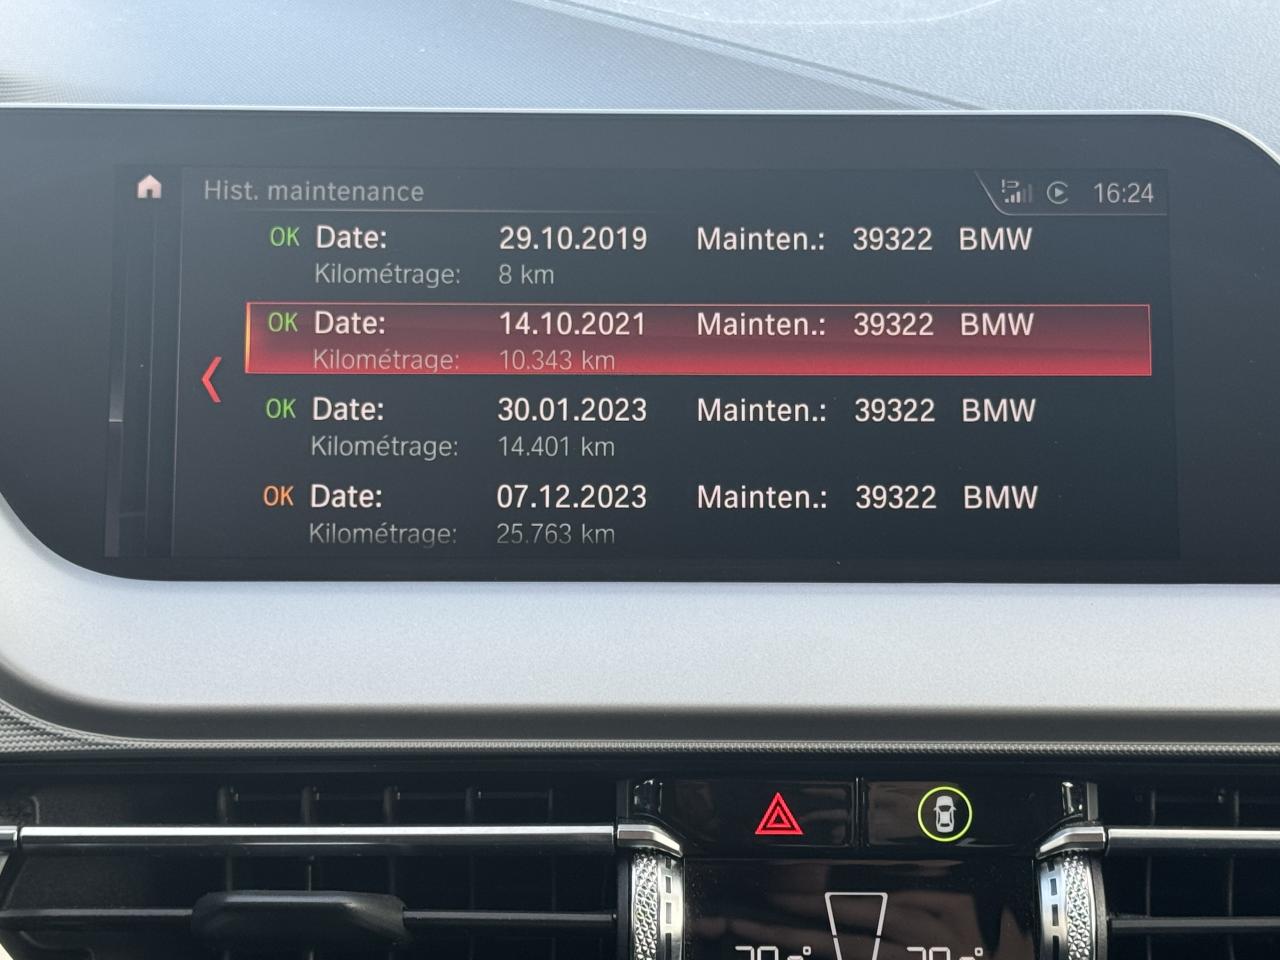 Hist. maintenance
16:24
OK Date: 29.10.2019 Mainten.: 39322 BMW
Kilométrage: 8 km
OK Date: 14.10.2021 Mainten.: 39322 BMW
Kilométrage: 10.343 km
OK Date: 30.01.2023 Mainten.: 39322 BMW
Kilométrage: 14.401 km
OK Date: 07.12.2023 Mainten.: 39322 BMW
Kilométrage: 25.763 km